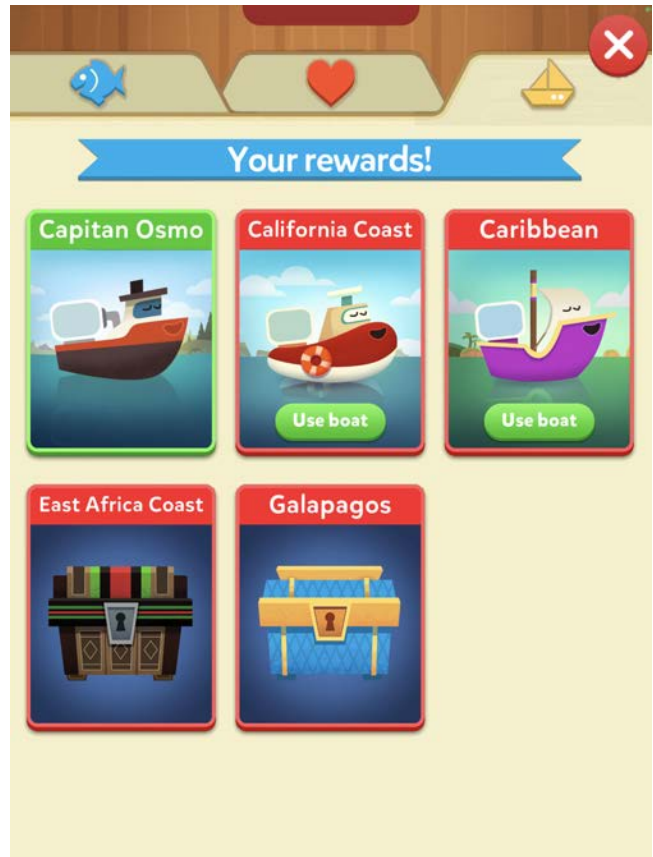 Your rewards!
Capitan Osmo
California Coast
Caribbean
Use boat
Use boat
East Africa Coast
Galapagos